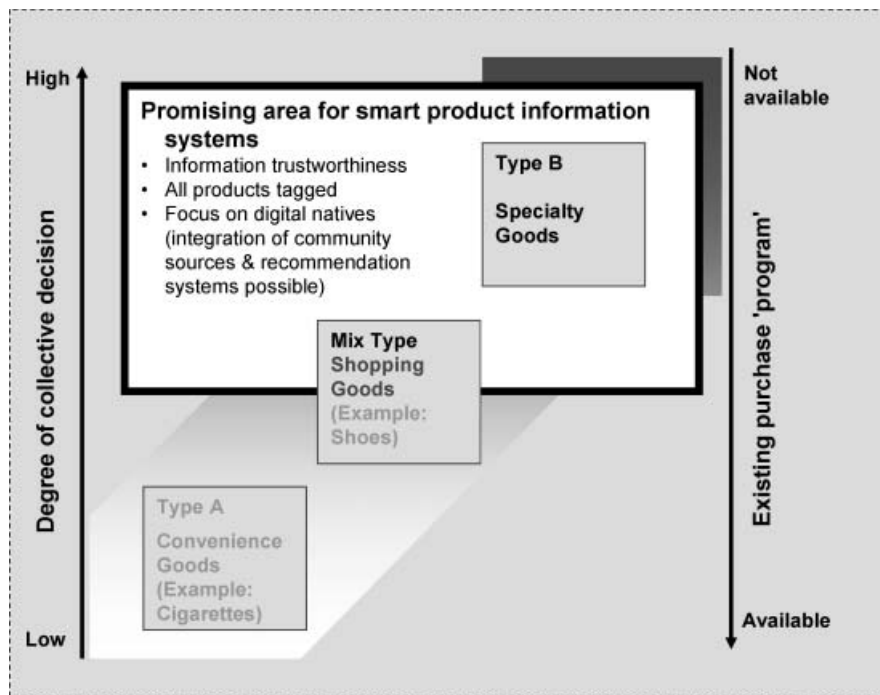 High
Not
available
Promising area for smart product information
systems
• Information trustworthiness
• All products tagged
• Focus on digital natives
(integration of community
sources & recommendation
systems possible)
Type B
Specialty
Goods
Degree of collective decision
Existing purchase 'program'
Mix Type
Shopping
Goods
(Example:
Shoes)
Type A
Convenience
Goods
(Example:
Cigarettes)
Low
Available